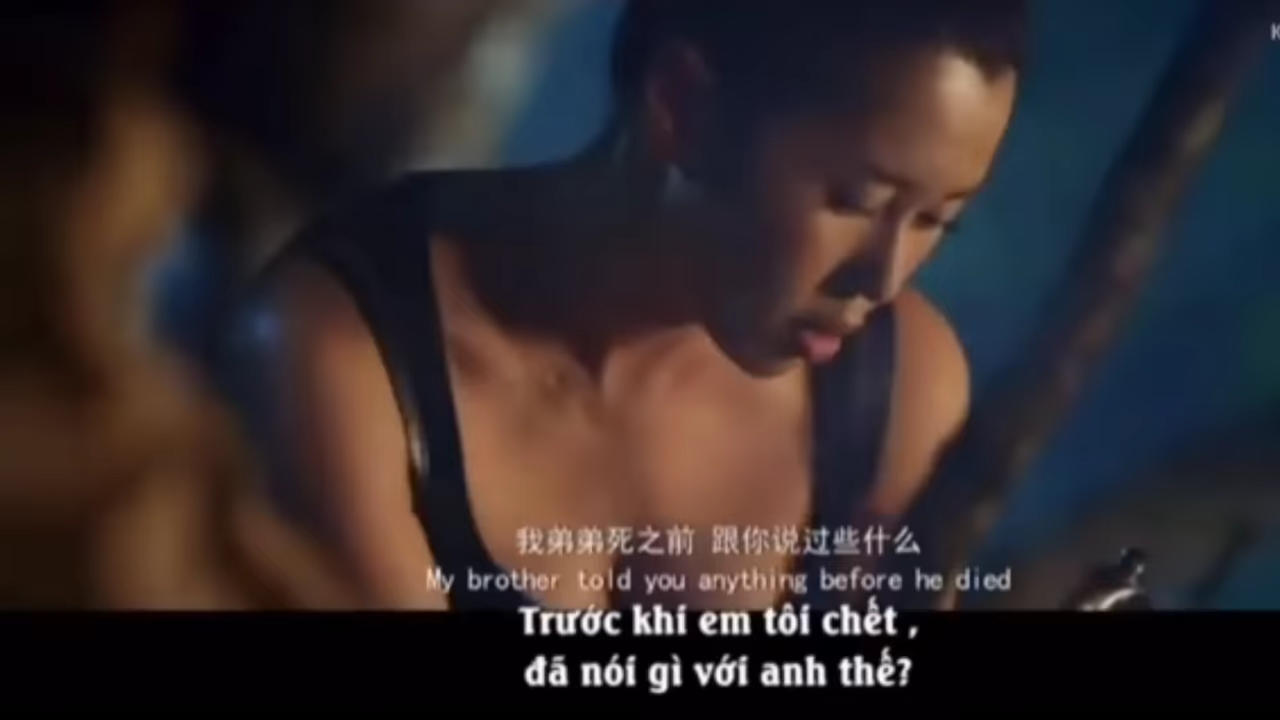 K
我弟弟死之前 跟你说过些什么
My brother told you anything before he died
Trước khi em tôi chết ,
đã nói gì với anh thế?